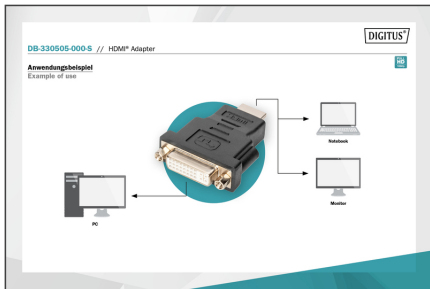 DIGITUS®
DB-330505-000-S // HDMI® Adapter
Anwendungsbeispiel
Example of use
Notebook
Monitor
PC